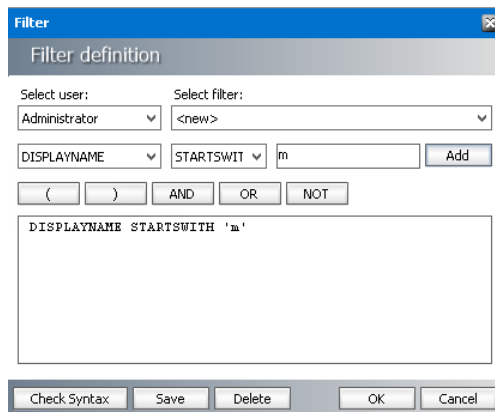 Filter
Filter definition
Select user: Select filter:
Administrator <new>
DISPLAYNAME STARTSWIT m Add
( ) AND OR NOT
DISPLAYNAME STARTSWITH 'm'
Check Syntax Save Delete OK Cancel